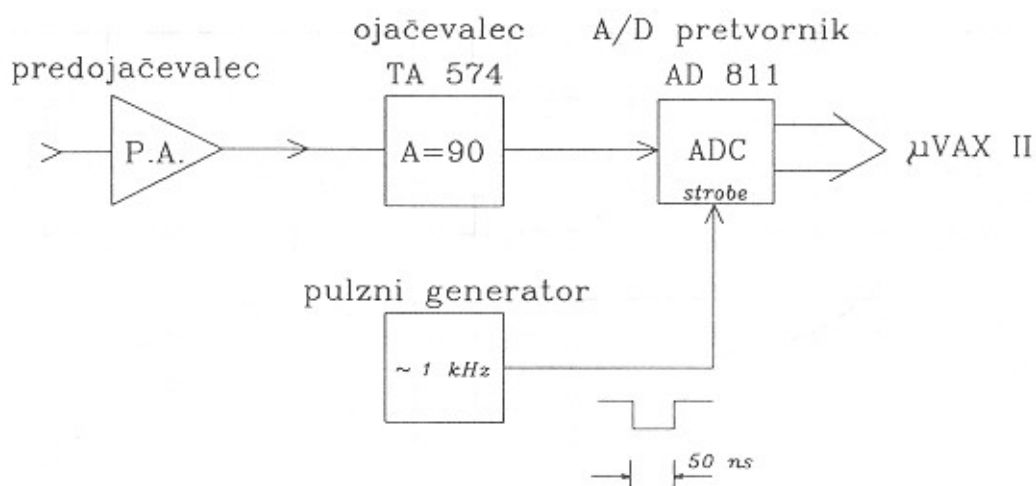 predojačevalec
P.A.
ojačevalec
TA 574
A=90
A/D pretvornik
AD 811
ADC
strobe
μVAX II
pulzni generator
~ 1 kHz
50 ns